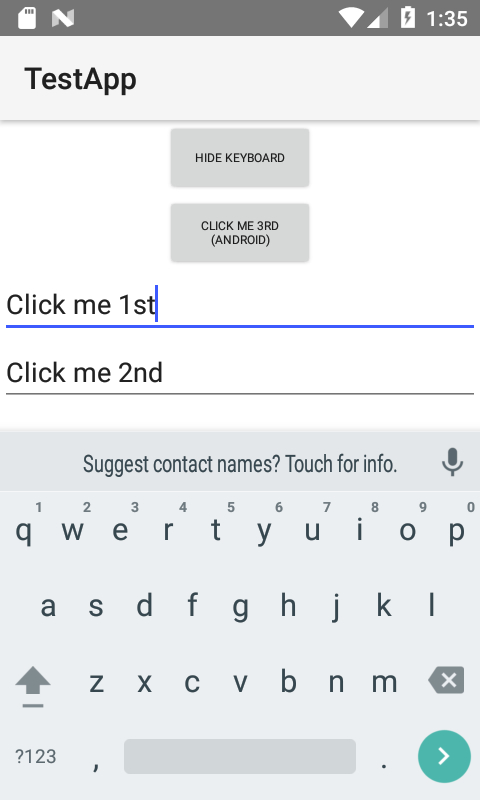 1:35
TestApp
HIDE KEYBOARD
CLICK ME 3RD
(ANDROID)
Click me 1st
Click me 2nd
Suggest contact names? Touch for info.
1 2 3 4 5 6 7 8 9 0
q w e r t y u i o p
a s d f g h j k l
z x c v b n m
?123 , .